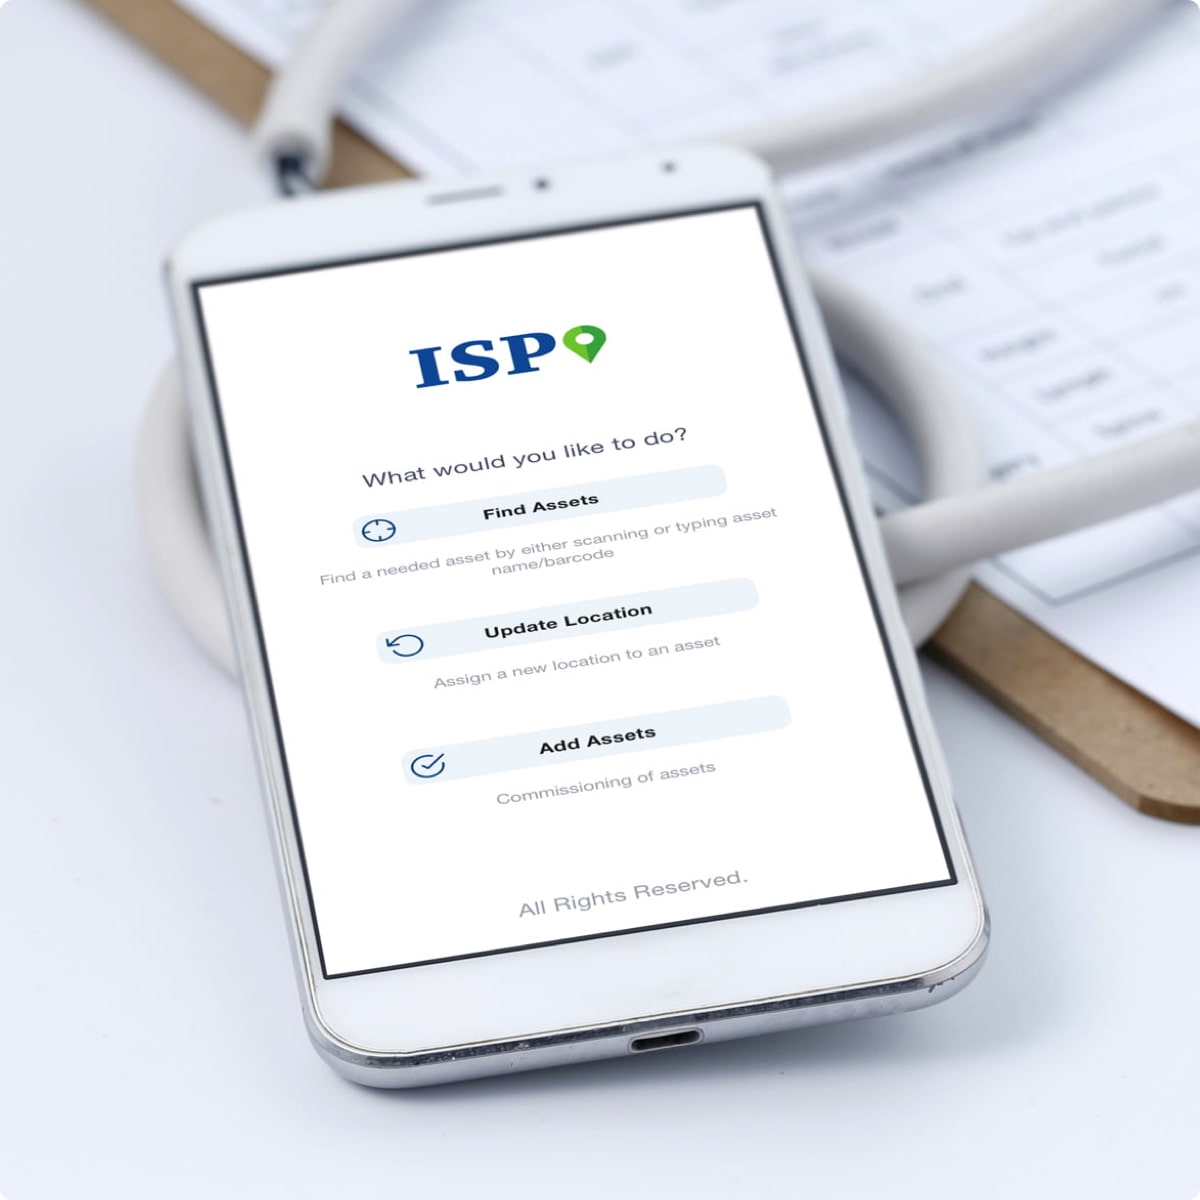 ISP
What would you like to do?
Find Assets
Find a needed asset by either scanning or typing asset
name/barcode
Update Location
Assign a new location to an asset
Add Assets
Commissioning of assets
All Rights Reserved.